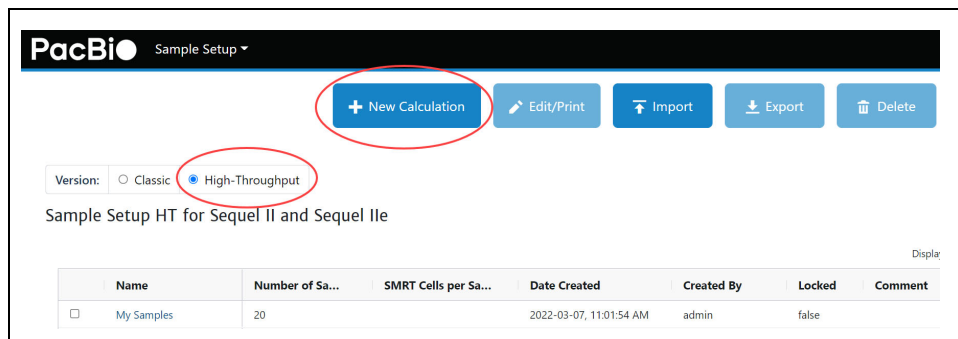 PacBio Sample Setup
New Calculation Edit/Print Import Export Delete
Version: Classic High-Throughput
Sample Setup HT for Sequel II and Sequel IIe
Display
Name Number of Sa... SMRT Cells per Sa... Date Created Created By Locked Comment
My Samples 20 2022-03-07, 11:01:54 AM admin false